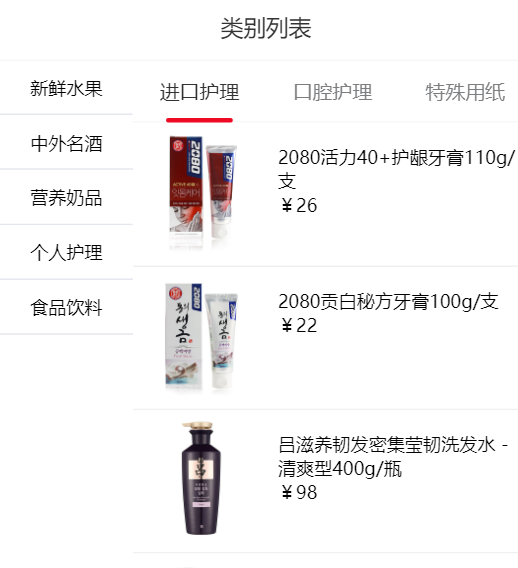 类别列表
新鲜水果
中外名酒
营养奶品
个人护理
食品饮料
进口护理 口腔护理 特殊用纸
2080
2080活力40+护龈牙膏110g/
支
￥26
2080
2080贡白秘方牙膏100g/支
￥22
吕
吕滋养韧发密集莹韧洗发水 -
清爽型400g/瓶
￥98